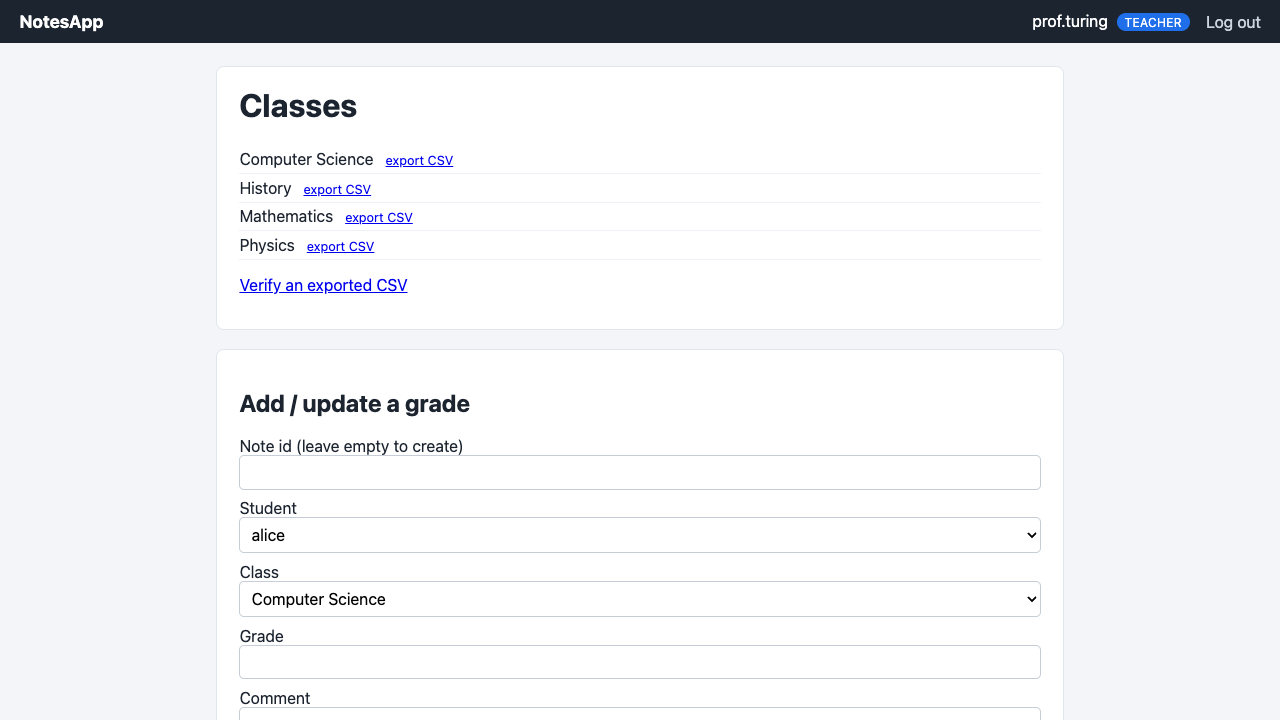 NotesApp
prof.turing TEACHER Log out
Classes
Computer Science export CSV
History export CSV
Mathematics export CSV
Physics export CSV
Verify an exported CSV
Add / update a grade
Note id (leave empty to create)
Student
alice
Class
Computer Science
Grade
Comment